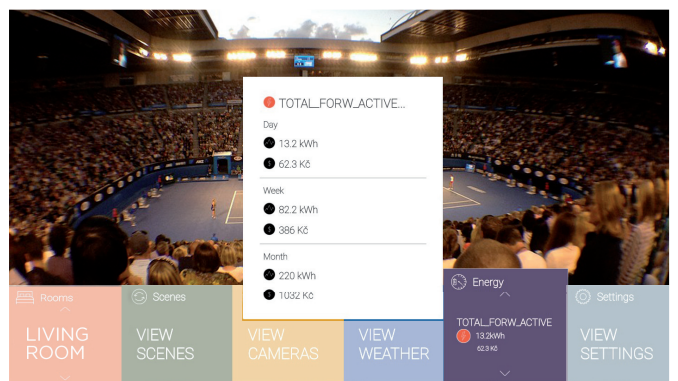 TOTAL_FORW_ACTIVE...
Day
13.2 kWh
62.3 Kč
Week
82.2 kWh
386 Kč
Month
220 kWh
1032 Kč
Rooms
LIVING
ROOM
Scenes
VIEW
SCENES
VIEW
CAMERAS
VIEW
WEATHER
Energy
TOTAL_FORW_ACTIVE
13.2kWh
62.3 Kč
Settings
VIEW
SETTINGS